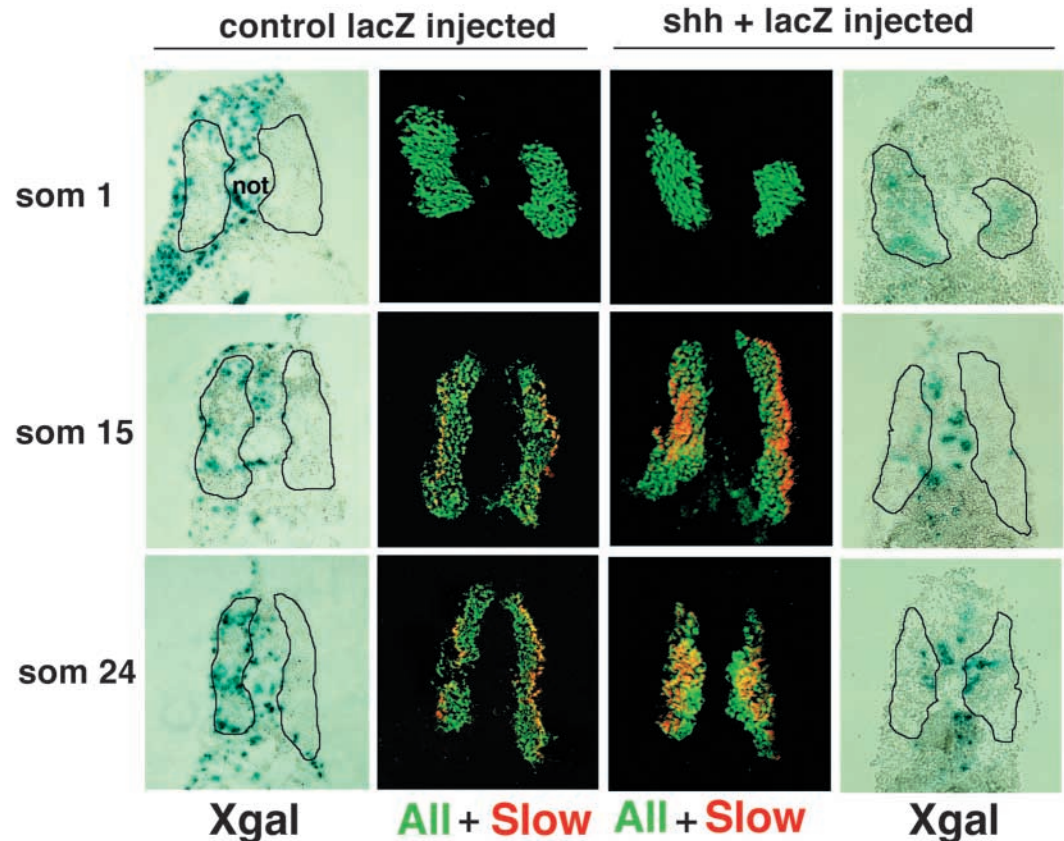 control lacZ injected
shh + lacZ injected
som 1
not
som 15
som 24
Xgal
All + Slow
All + Slow
Xgal